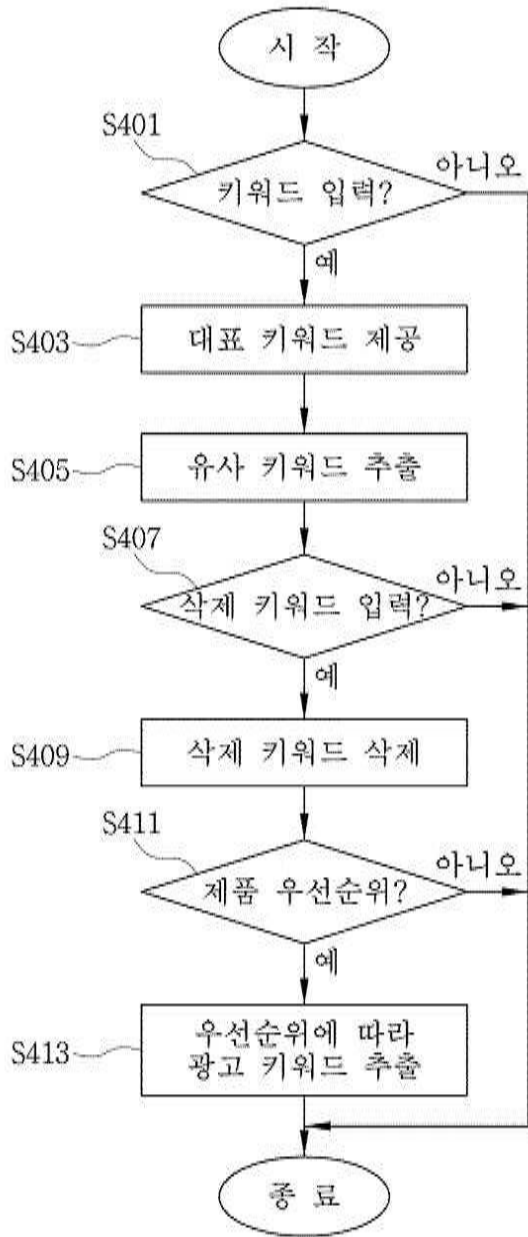 시 작
S401
키워드 입력?
아니오
예
S403
대표 키워드 제공
S405
유사 키워드 추출
S407
삭제 키워드 입력?
아니오
예
S409
삭제 키워드 삭제
S411
제품 우선순위?
아니오
예
S413
우선순위에 따라
광고 키워드 추출
종 료